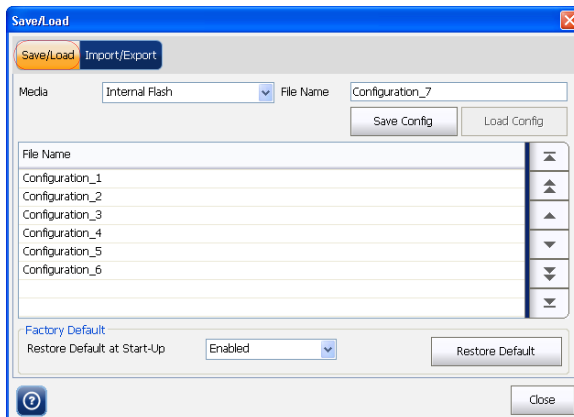 Save/Load
Save/Load Import/Export
Media Internal Flash File Name Configuration_7
Save Config Load Config
File Name
Configuration_1
Configuration_2
Configuration_3
Configuration_4
Configuration_5
Configuration_6
Factory Default
Restore Default at Start-Up Enabled Restore Default
Close